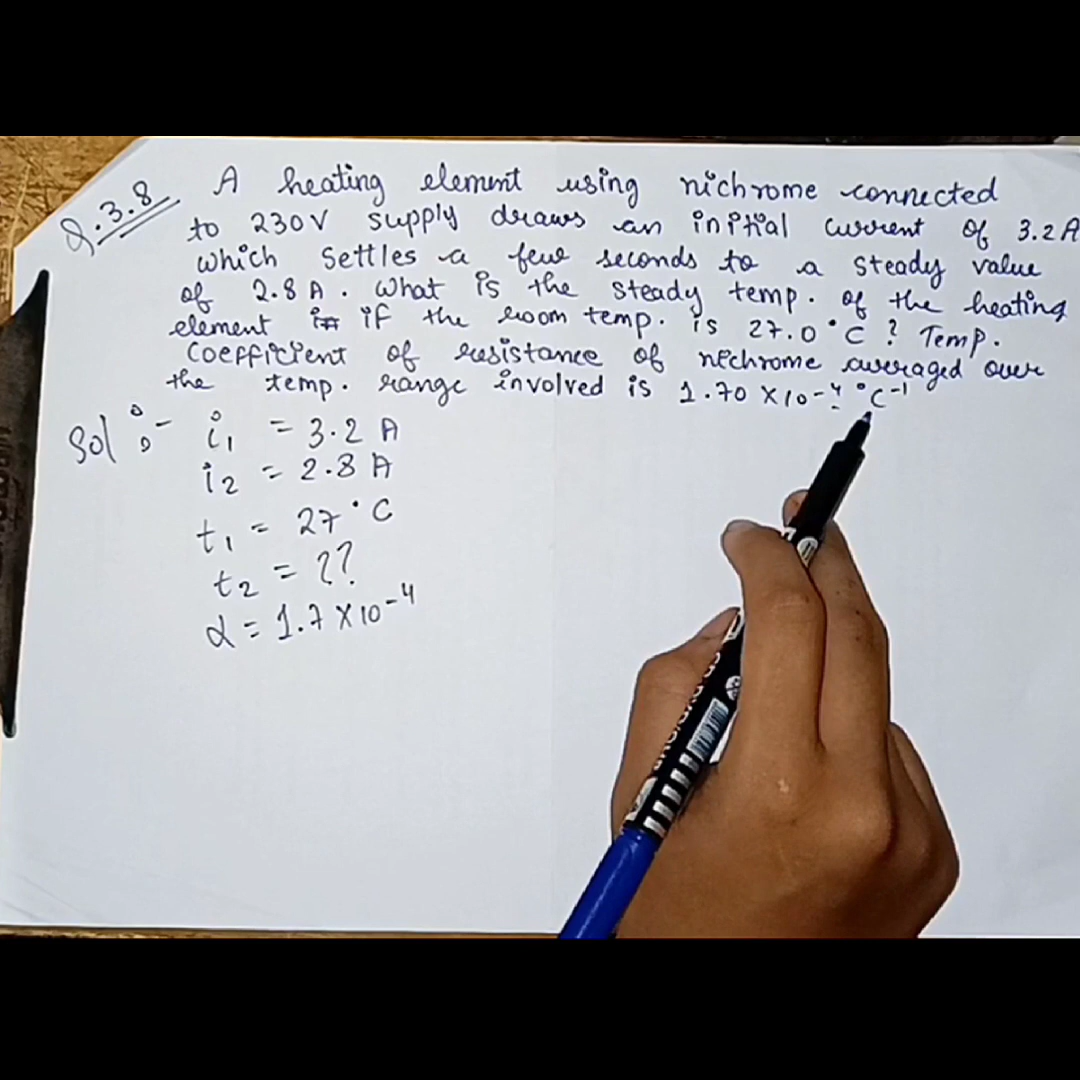 Q.3.8 A heating element using nichrome connected
to 230V supply draws an initial current of 3.2A
which settles a few seconds to a steady value
of 2.8 A. What is the steady temp. of the heating
element in if the room temp. is 27.0°C? Temp.
coefficient of resistance of nichrome averaged over
the temp. range involved is 1.70 × 10-4 °C-1
Sol :- i1 = 3.2 A
i2 = 2.8 A
t1 = 27°C
t2 = ??
α = 1.7 × 10-4